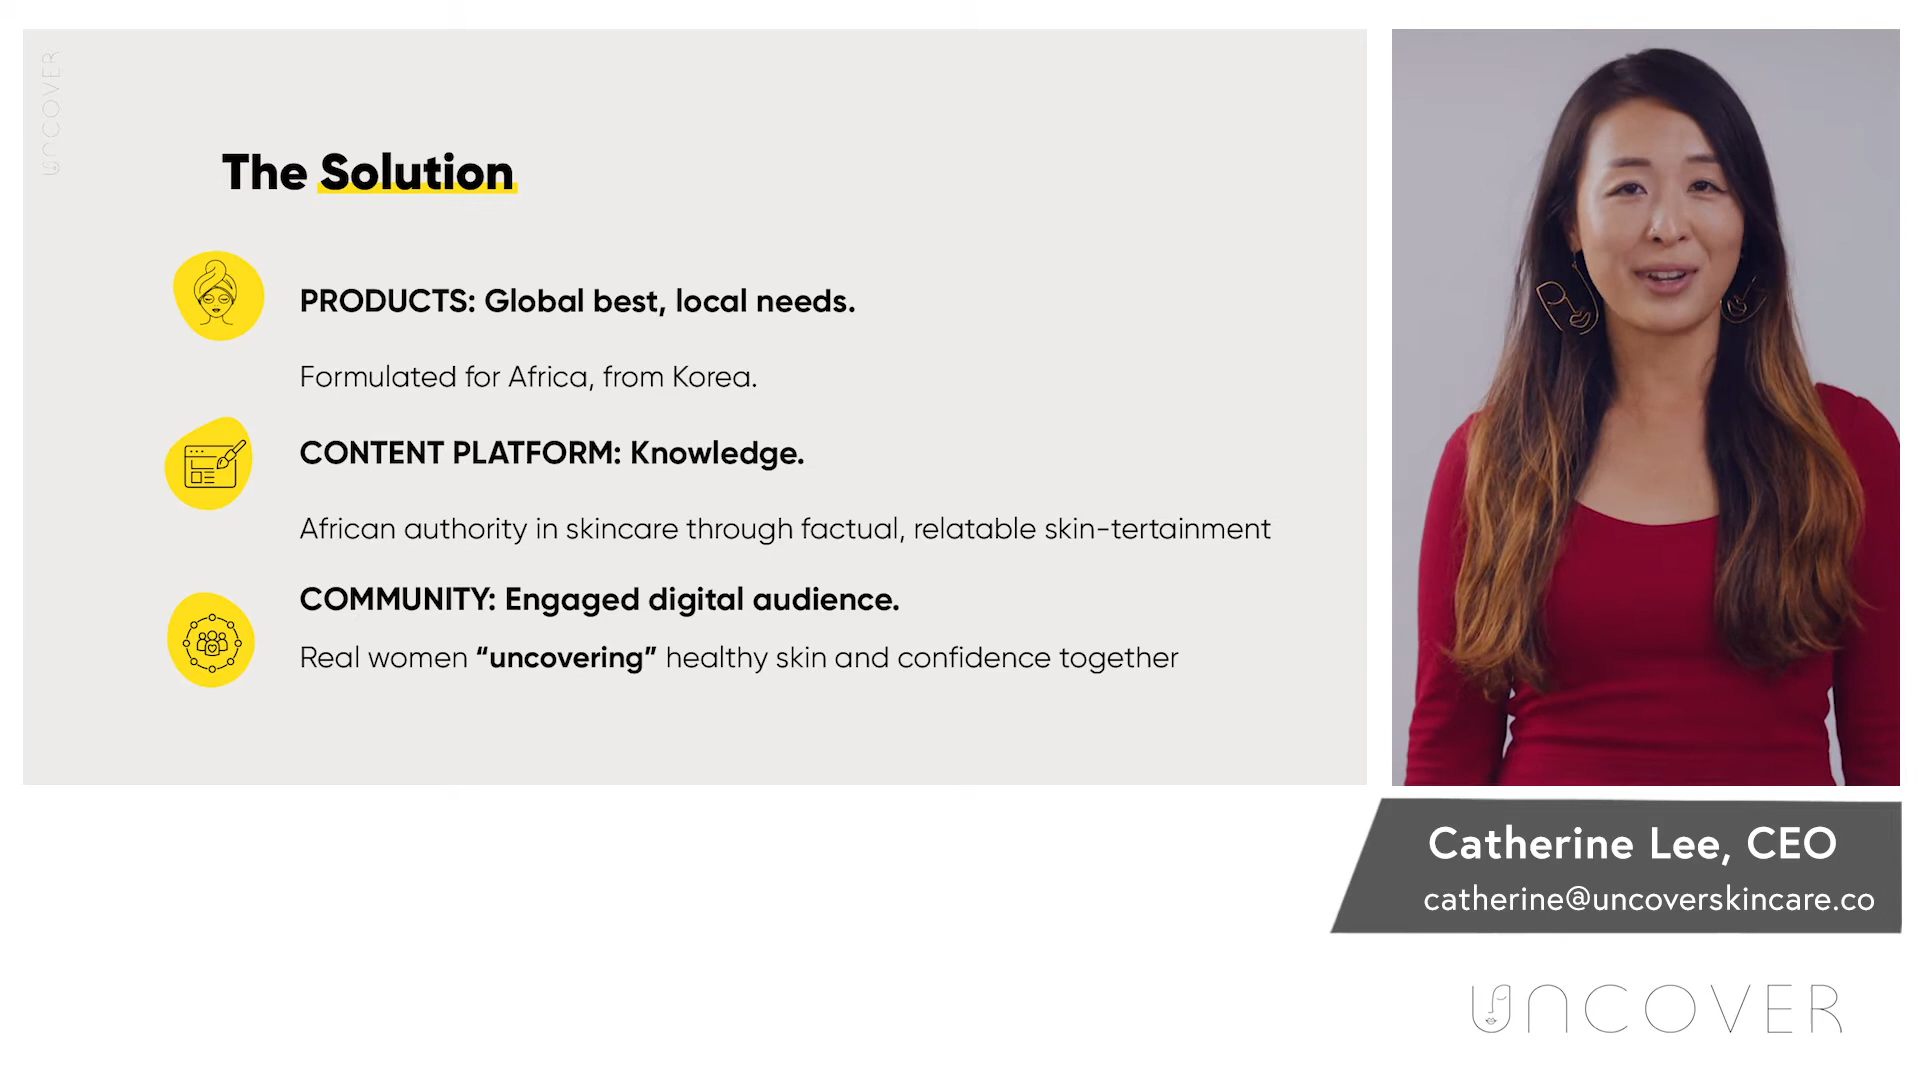 UNCOVER
The Solution
PRODUCTS: Global best, local needs.
Formulated for Africa, from Korea.
CONTENT PLATFORM: Knowledge.
African authority in skincare through factual, relatable skin-tertainment
COMMUNITY: Engaged digital audience.
Real women “uncovering” healthy skin and confidence together
Catherine Lee, CEO
catherine@uncoverskincare.co
UNCOVER